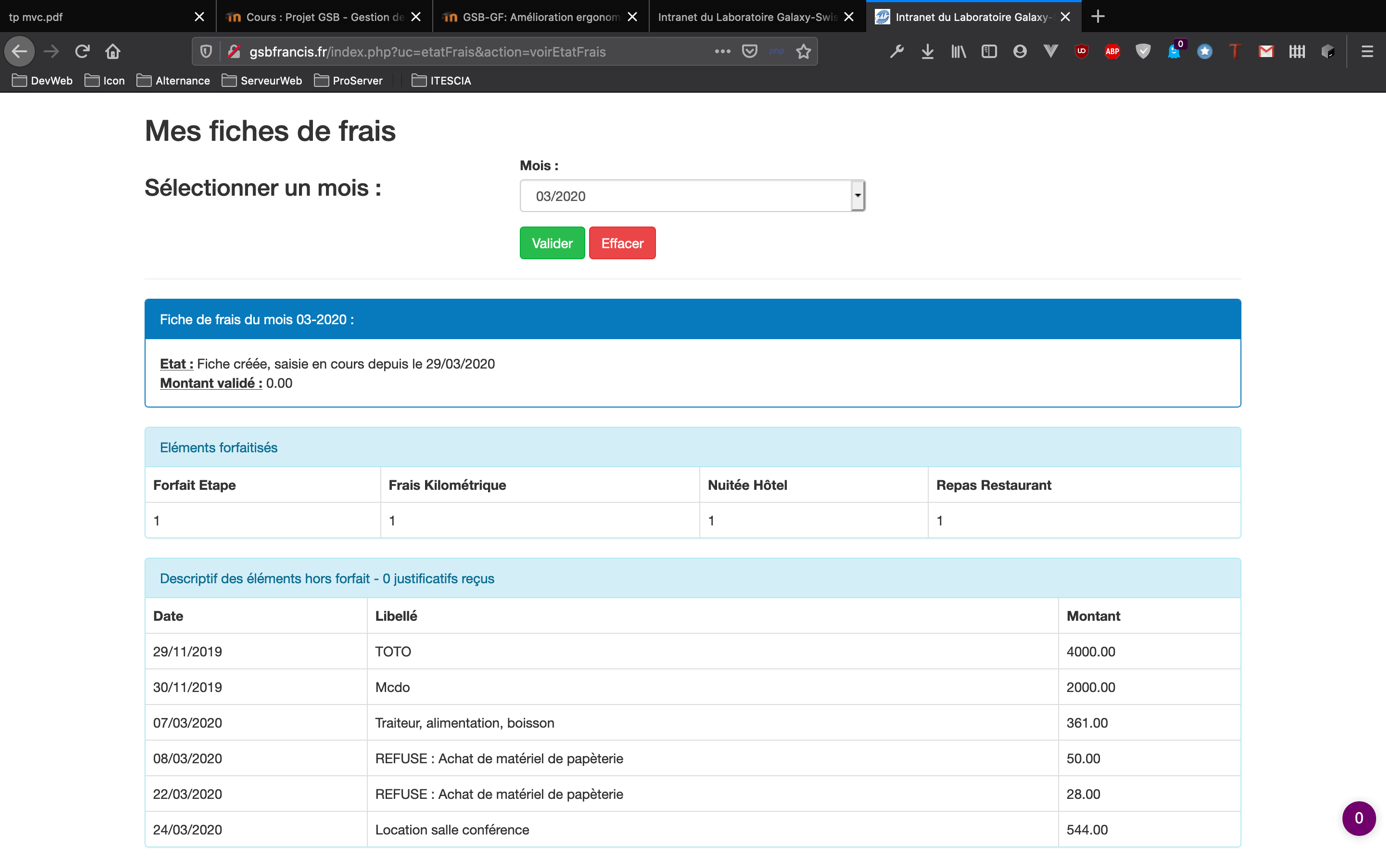 tp mvc.pdf
Cours : Projet GSB - Gestion de
GSB-GF: Amélioration ergonom
Intranet du Laboratoire Galaxy-Swis
Intranet du Laboratoire Galaxy-
gsbfrancis.fr/index.php?uc=etatFrais&action=voirEtatFrais
ABP
0
DevWeb
Icon
Alternance
ServeurWeb
ProServer
ITESCIA
Mes fiches de frais
Sélectionner un mois :
Mois :
03/2020
Valider
Effacer
Fiche de frais du mois 03-2020 :
Etat : Fiche créée, saisie en cours depuis le 29/03/2020
Montant validé : 0.00
Eléments forfaitisés
Forfait Etape Frais Kilométrique Nuitée Hôtel Repas Restaurant
1 1 1 1
Descriptif des éléments hors forfait - 0 justificatifs reçus
Date Libellé Montant
29/11/2019 TOTO 4000.00
30/11/2019 Mcdo 2000.00
07/03/2020 Traiteur, alimentation, boisson 361.00
08/03/2020 REFUSE : Achat de matériel de papèterie 50.00
22/03/2020 REFUSE : Achat de matériel de papèterie 28.00
24/03/2020 Location salle conférence 544.00
0